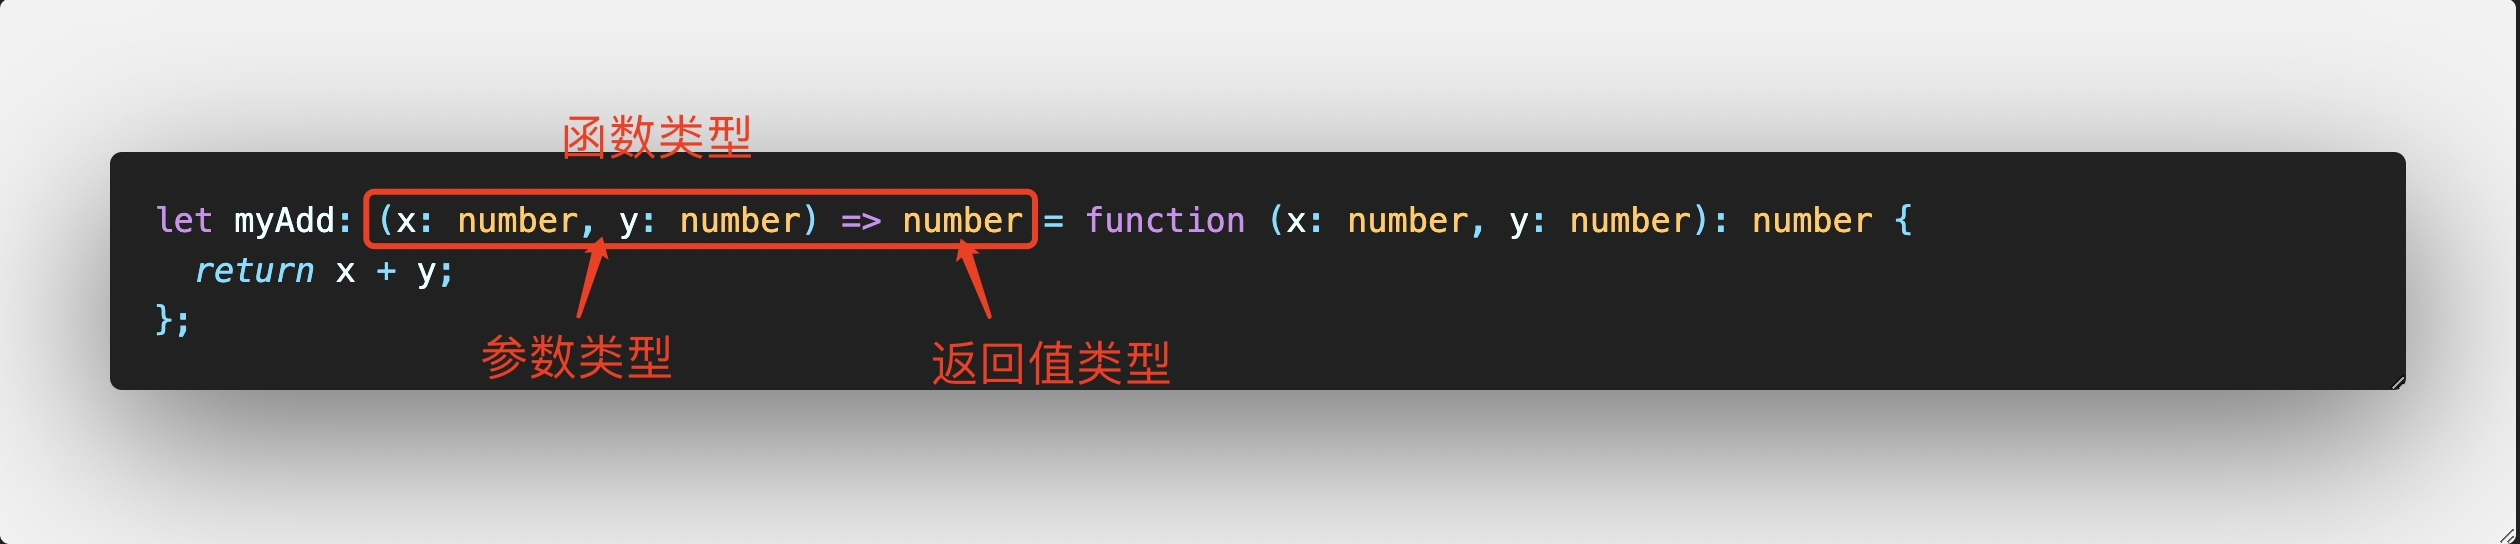 函数类型
let myAdd: (x: number, y: number) => number = function (x: number, y: number): number {
return x + y;
};
参数类型
返回值类型